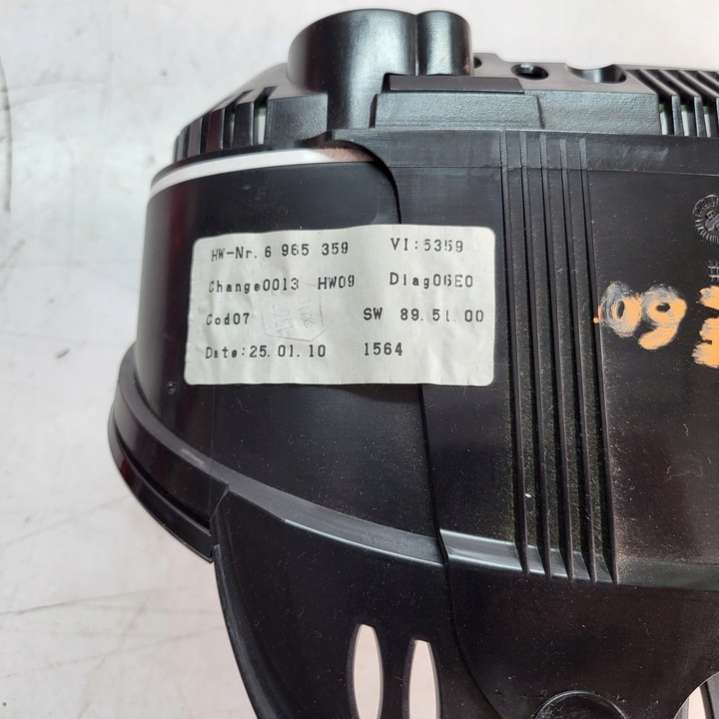 HW-Nr. 6 965 359 VI:5359
Change0013 HW09 Diag06E0
Cod07 SW 89.51.00
Date:25.01.10 1564
60.